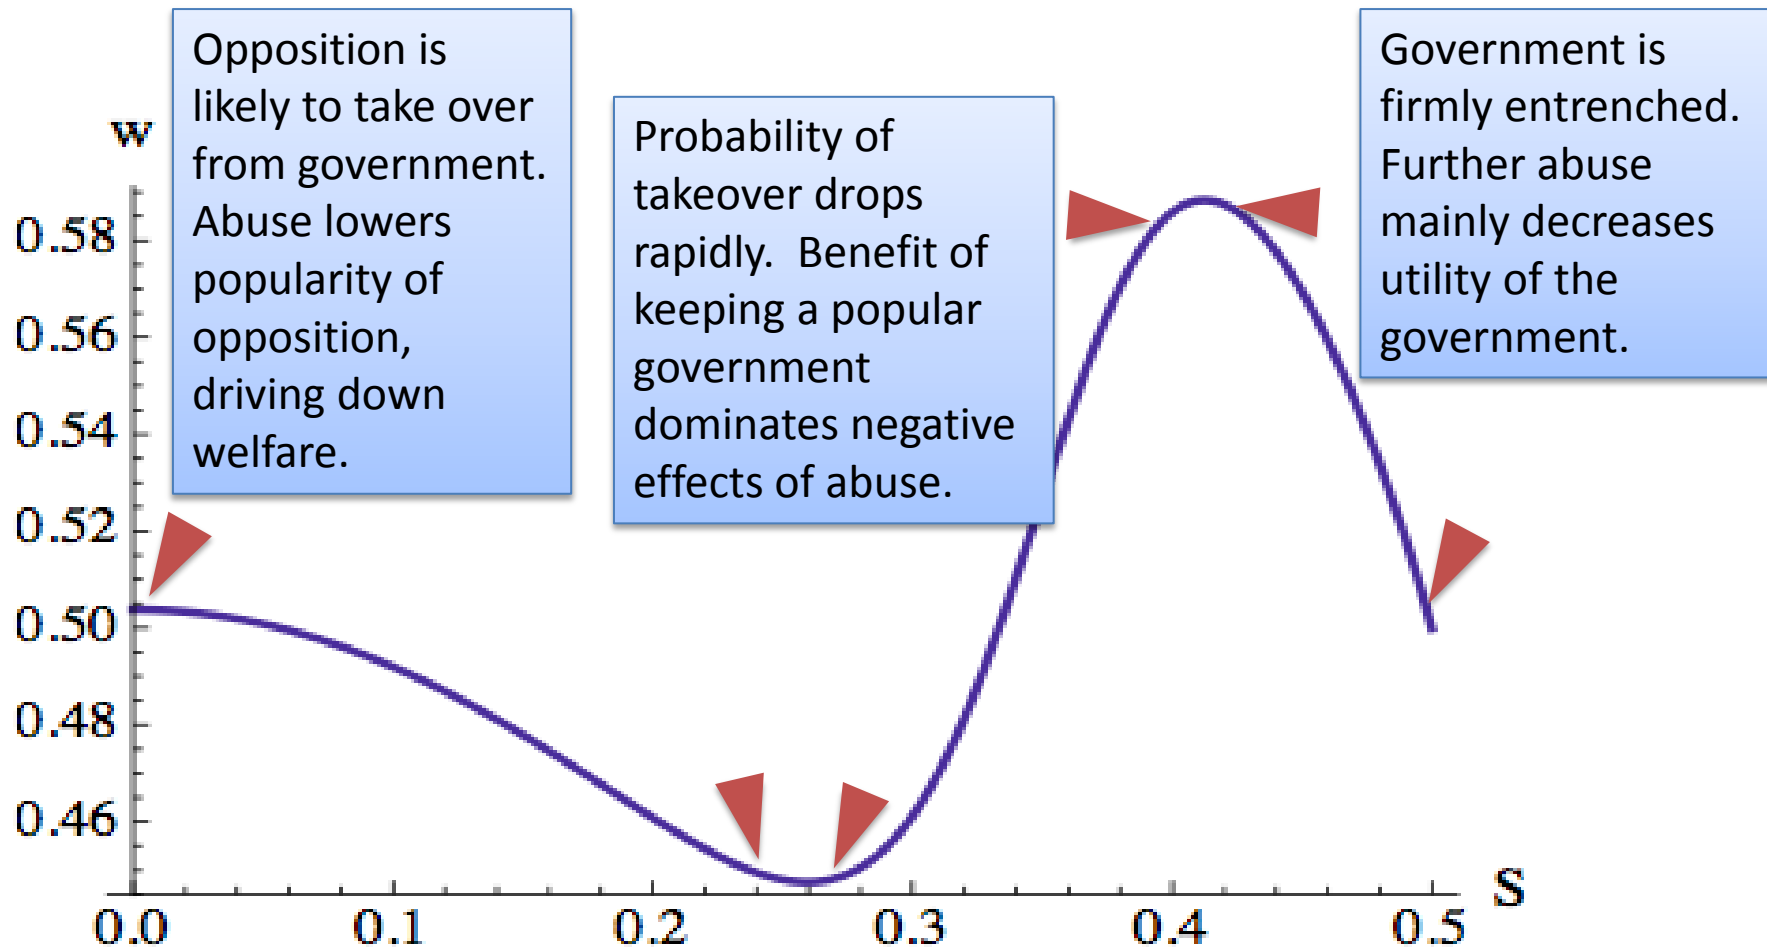 Opposition is
likely to take over
from government.
Abuse lowers
popularity of
opposition,
driving down
welfare.
Probability of
takeover drops
rapidly.  Benefit of
keeping a popular
government
dominates negative
effects of abuse.
Government is
firmly entrenched.
Further abuse
mainly decreases
utility of the
government.
w
0.58
0.56
0.54
0.52
0.50
0.48
0.46
0.0 0.1 0.2 0.3 0.4 0.5
S